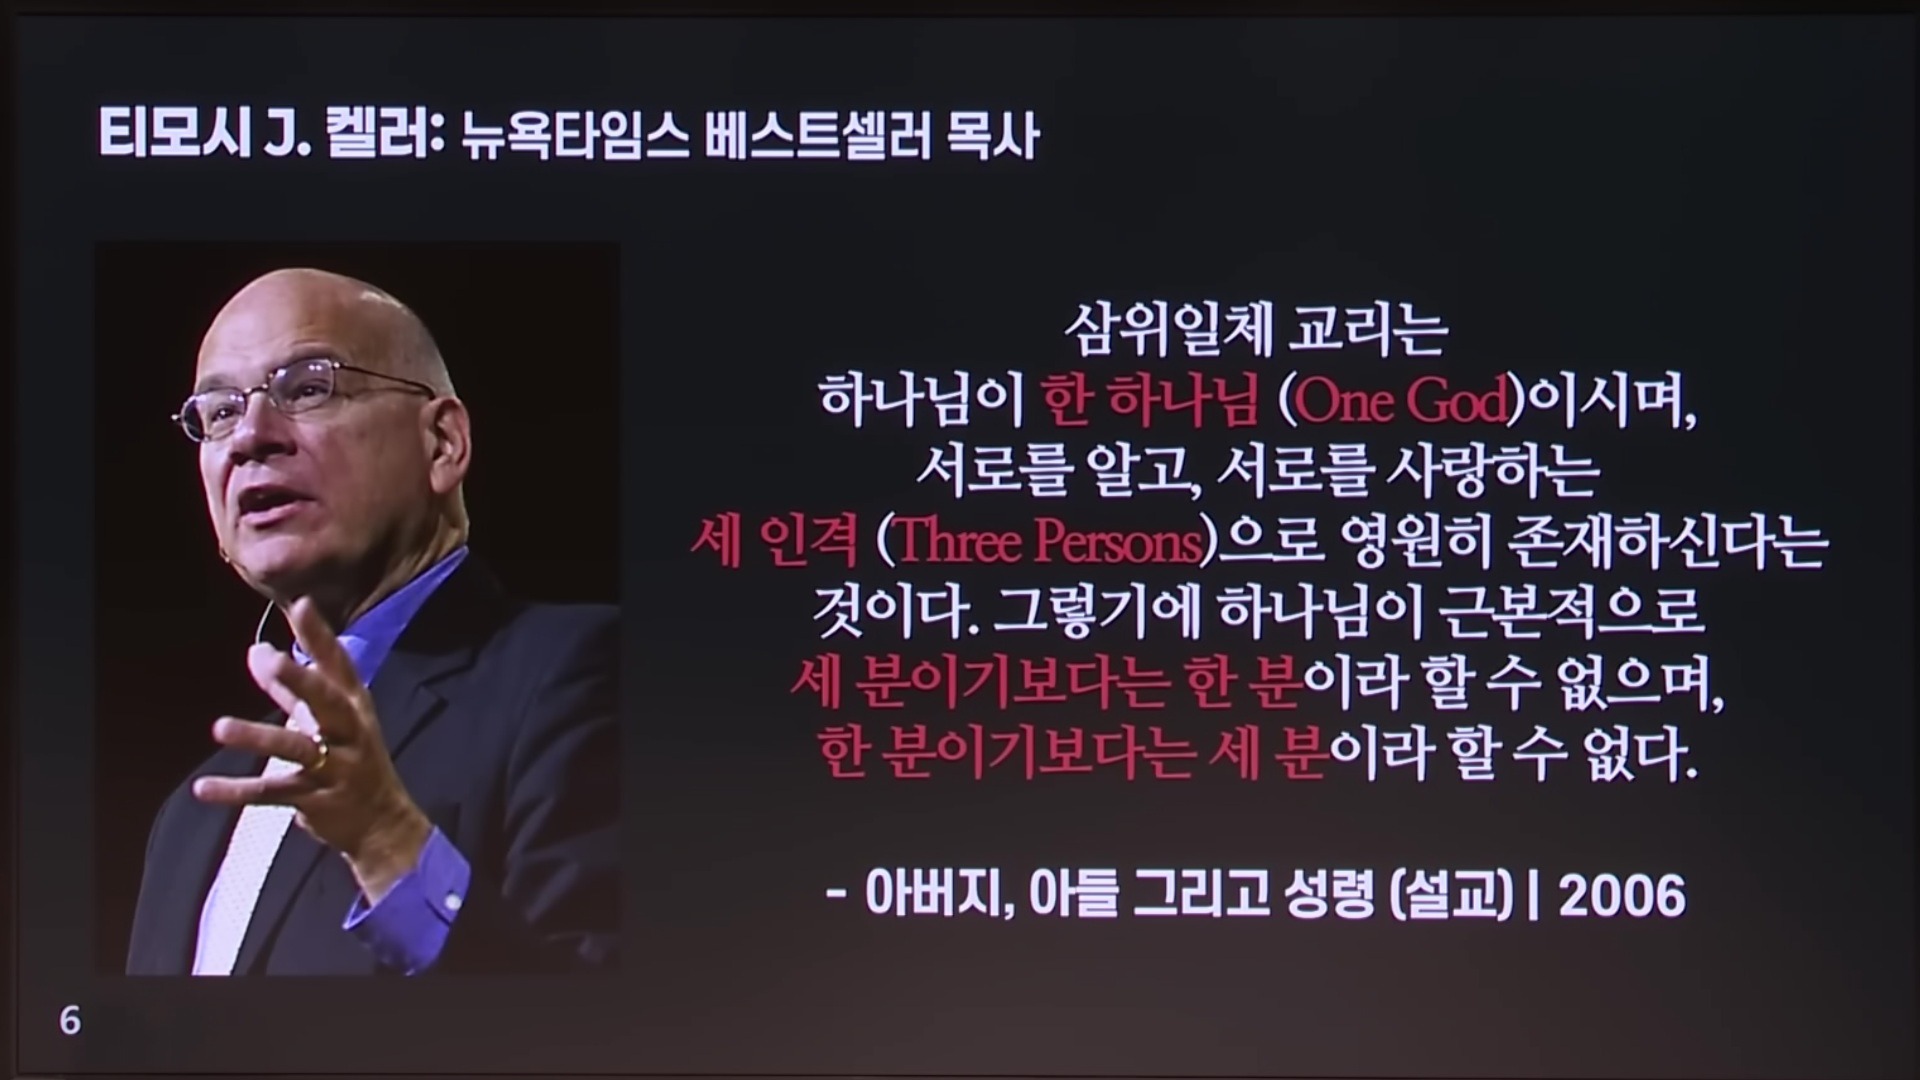 티모시 J. 켈러: 뉴욕타임스 베스트셀러 목사
삼위일체 교리는
하나님이 한 하나님 (One God)이시며,
서로를 알고, 서로를 사랑하는
세 인격 (Three Persons)으로 영원히 존재하신다는
것이다. 그렇기에 하나님이 근본적으로
세 분이기보다는 한 분이라 할 수 없으며,
한 분이기보다는 세 분이라 할 수 없다.
- 아버지, 아들 그리고 성령 (설교) | 2006
6